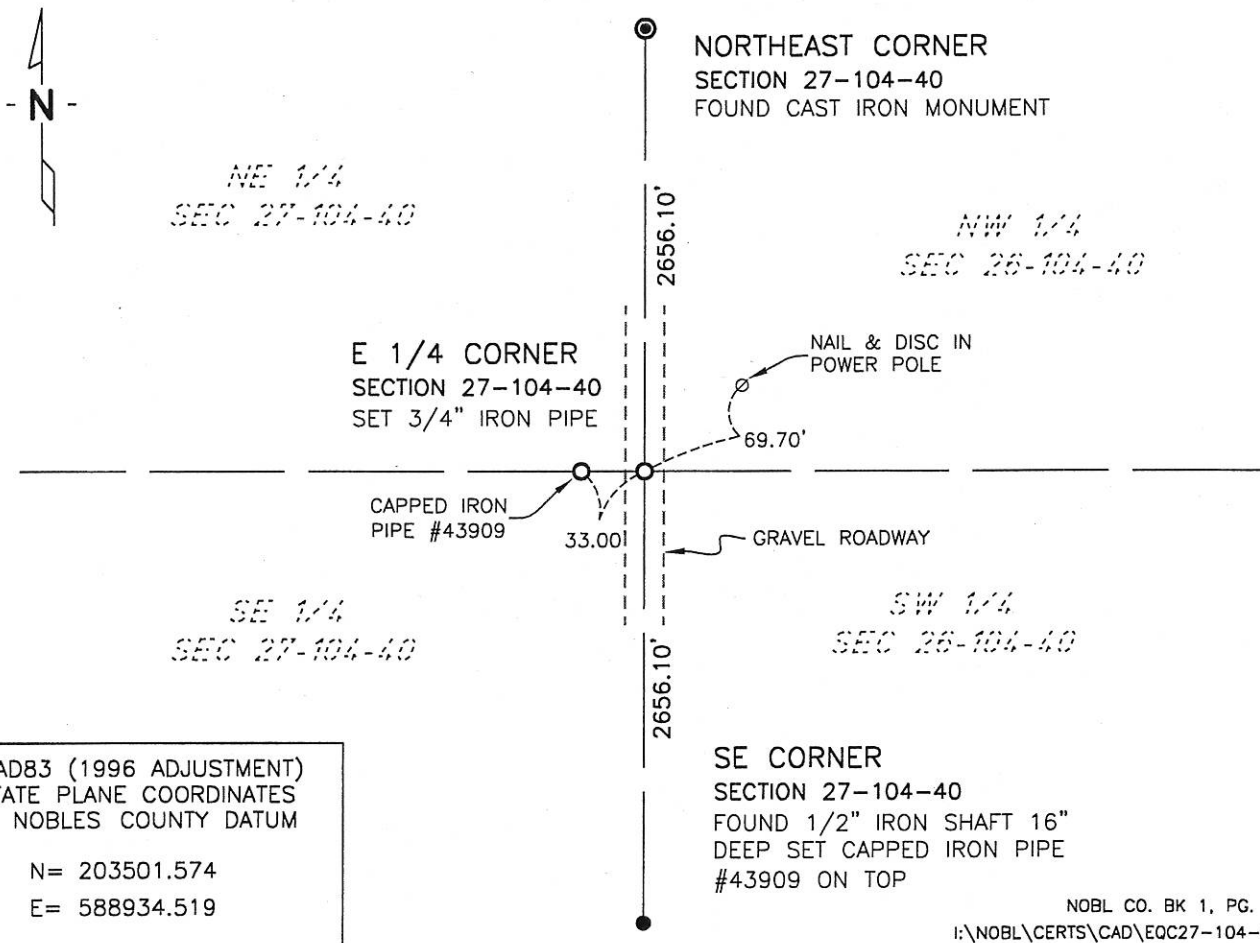 - N -
NORTHEAST CORNER
SECTION 27-104-40
FOUND CAST IRON MONUMENT
NE 1/4
SEC 27-104-40
2656.10'
NW 1/4
SEC 26-104-40
E 1/4 CORNER
SECTION 27-104-40
SET 3/4" IRON PIPE
NAIL & DISC IN
POWER POLE
69.70'
CAPPED IRON
PIPE #43909
33.00
GRAVEL ROADWAY
SE 1/4
SEC 27-104-40
SW 1/4
SEC 26-104-40
2656.10'
AD83 (1996 ADJUSTMENT)
TATE PLANE COORDINATES
NOBLES COUNTY DATUM
N= 203501.574
E= 588934.519
SE CORNER
SECTION 27-104-40
FOUND 1/2" IRON SHAFT 16"
DEEP SET CAPPED IRON PIPE
#43909 ON TOP
NOBL CO. BK 1, PG.
I:\NOBL\CERTS\CAD\EQC27-104-